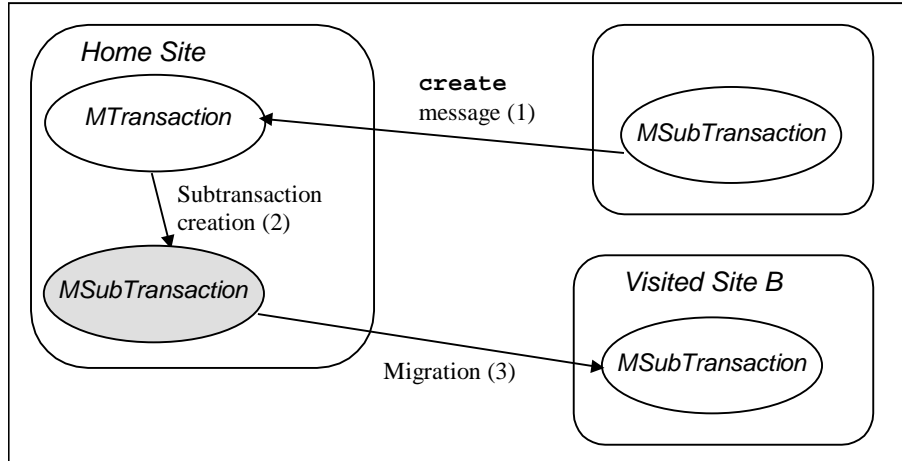 Home Site
MTransaction
create
message (1)
MSubTransaction
Subtransaction
creation (2)
MSubTransaction
Visited Site B
MSubTransaction
Migration (3)